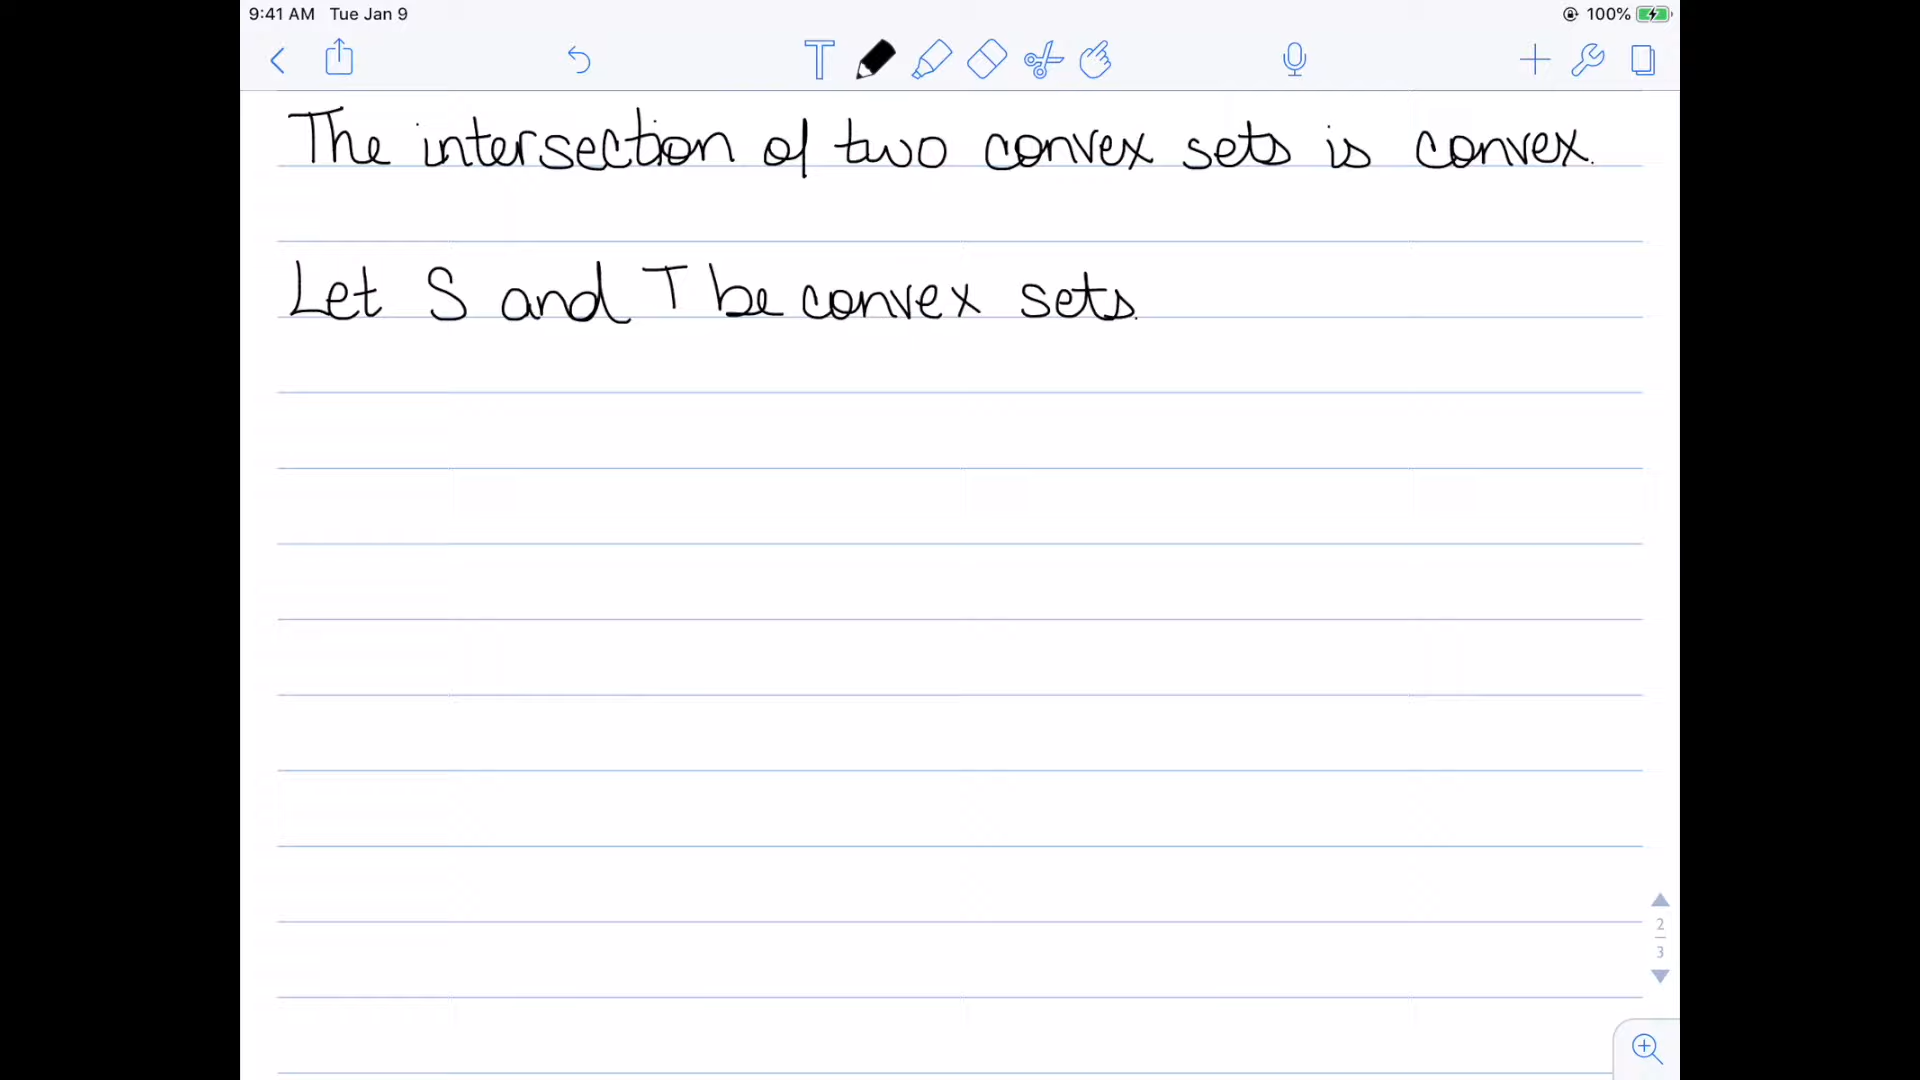 9:41 AM Tue Jan 9 100%
T
The intersection of two convex sets is convex.
Let S and T be convex sets.
2
3